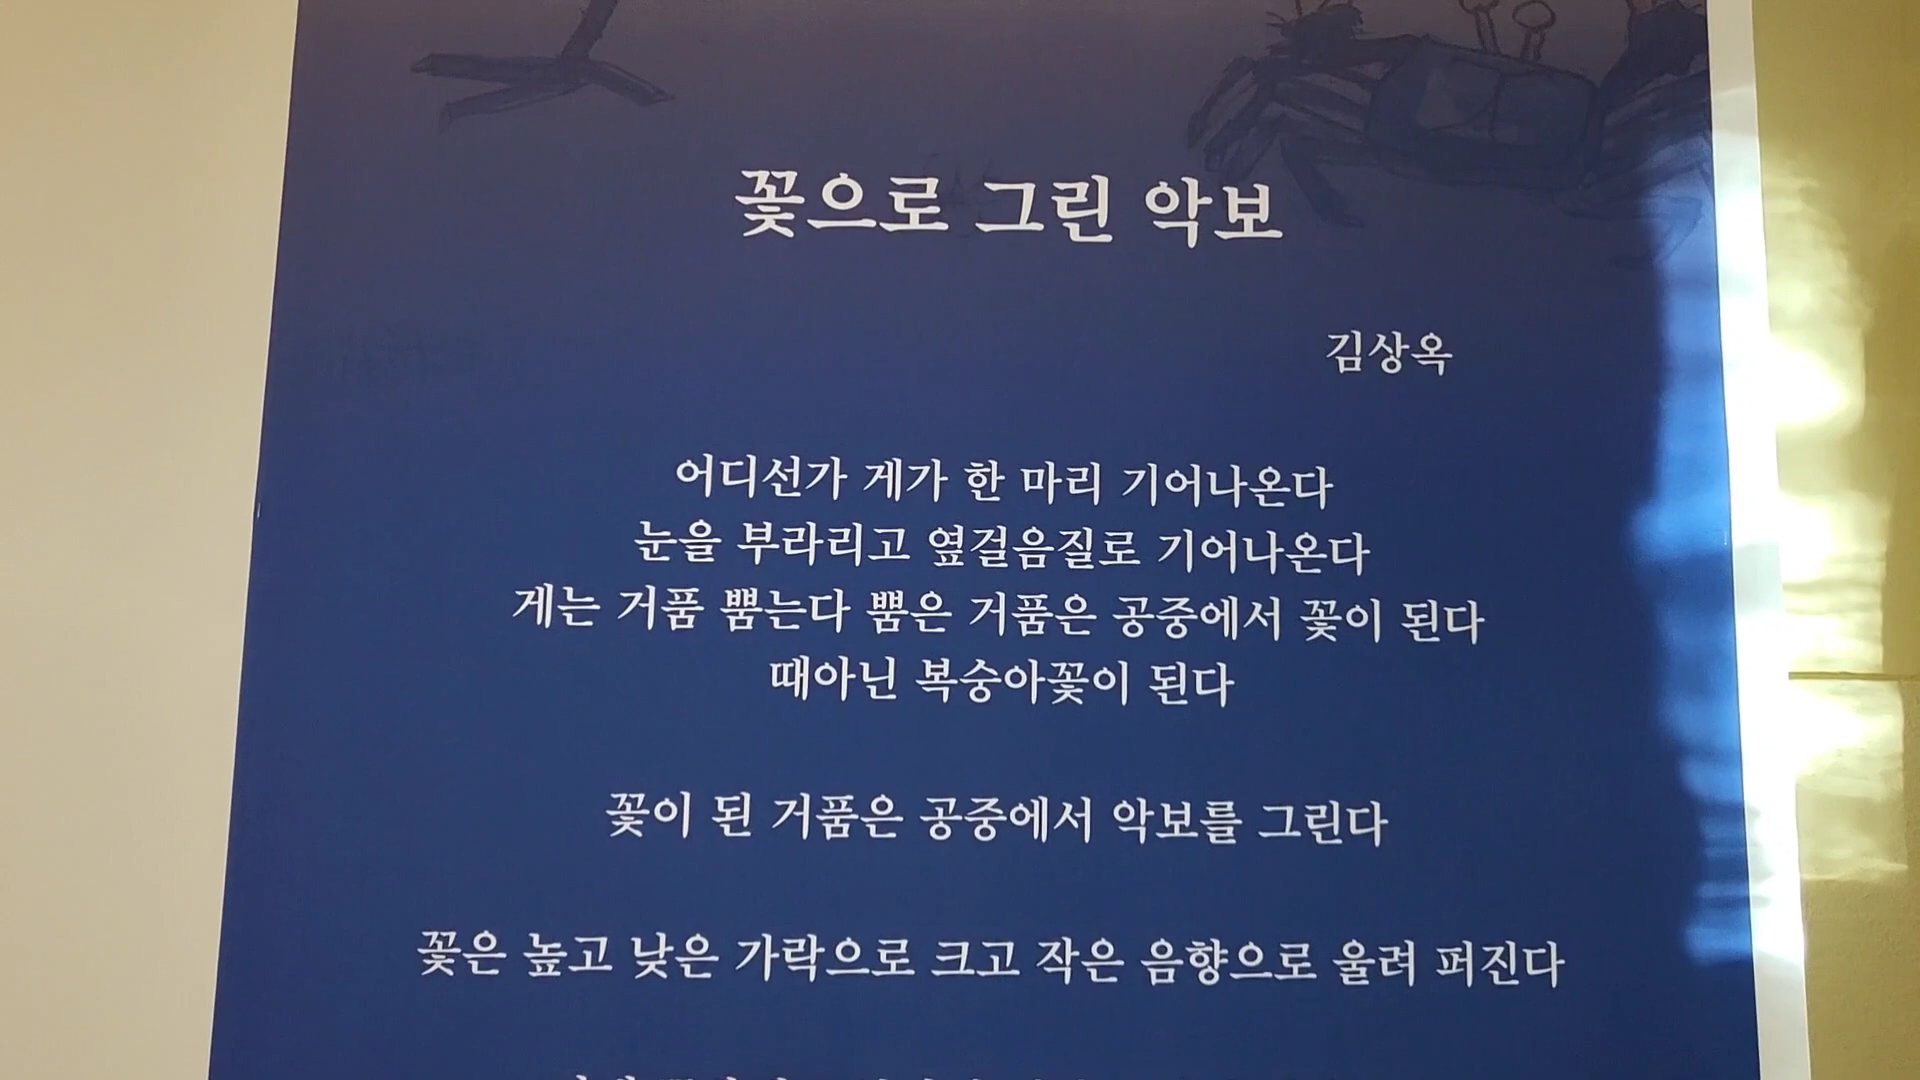 꽃으로 그린 악보
김상옥
어디선가 게가 한 마리 기어나온다
눈을 부라리고 옆걸음질로 기어나온다
게는 거품 뿜는다 뿜은 거품은 공중에서 꽃이 된다
때아닌 복숭아꽃이 된다
꽃이 된 거품은 공중에서 악보를 그린다
꽃은 높고 낮은 가락으로 크고 작은 음향으로 울려 퍼진다